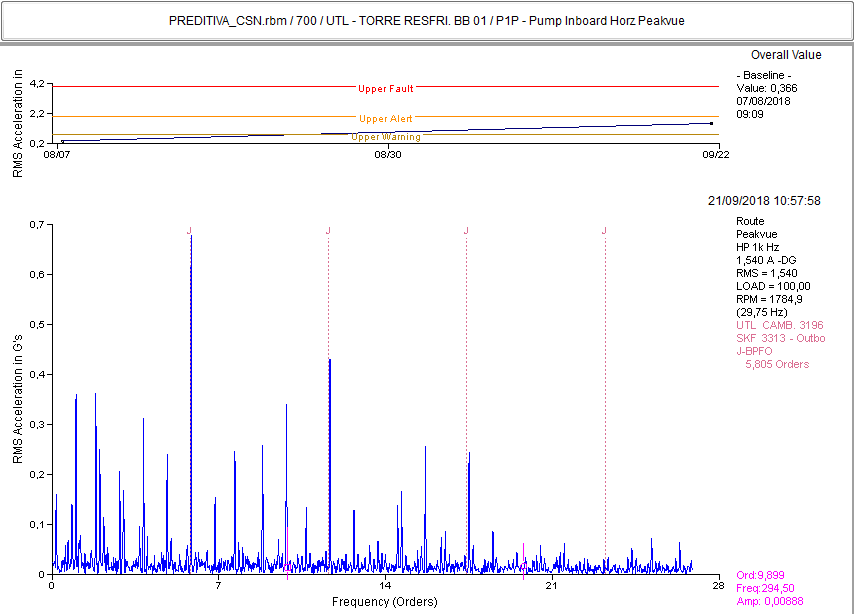 PREDITIVA_CSN.rbm / 700 / UTL - TORRE RESFRI. BB 01 / P1P - Pump Inboard Horz Peakvue
Overall Value
- Baseline -
Value: 0,366
07/08/2018
09:09
RMS Acceleration in
4,2
2,2
0,2
Upper Fault
Upper Alert
Upper Warning
08/07
08/30
09/22
21/09/2018 10:57:58
Route
Peakvue
HP 1k Hz
1,540 A -DG
RMS = 1,540
LOAD = 100,00
RPM = 1784,9
(29,75 Hz)
UTL CAMB. 3196
SKF 3313 - Outbo
J-BPFO
5,805 Orders
RMS Acceleration in G's
0,7
0,6
0,5
0,4
0,3
0,2
0,1
0
J
J
J
J
0
7
14
21
28
Frequency (Orders)
Ord:9,899
Freq:294,50
Amp: 0,00888